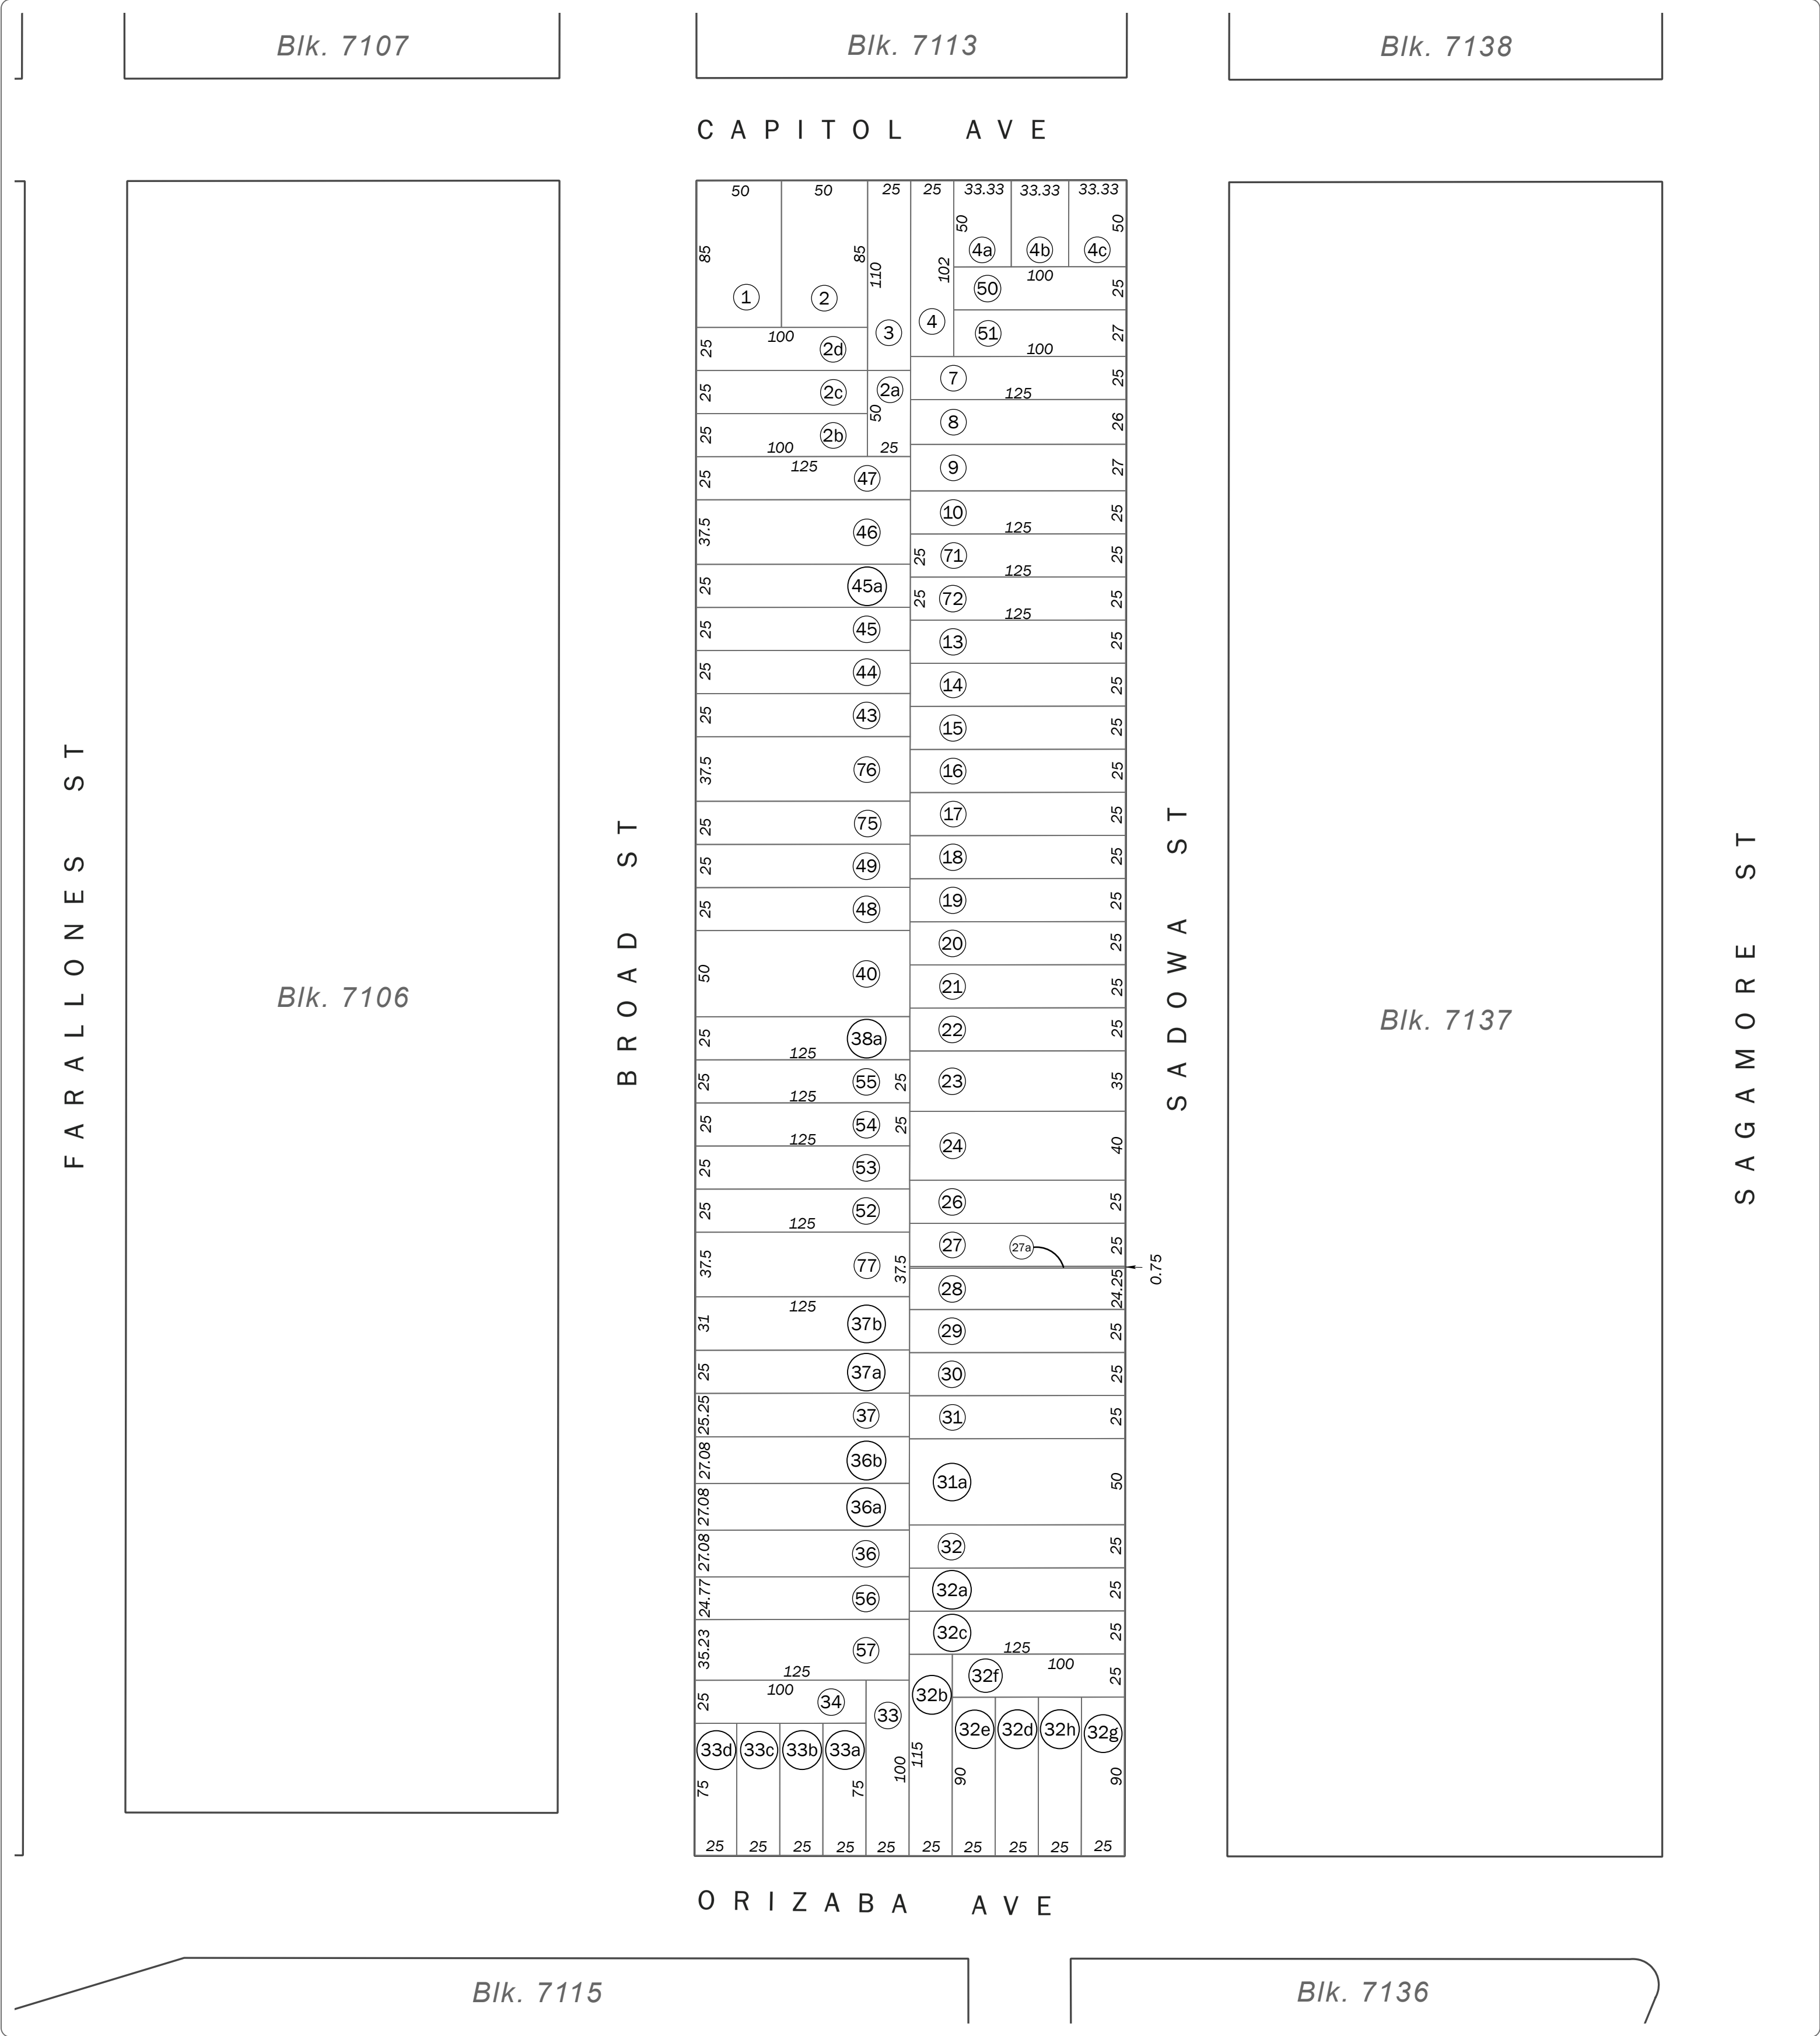 Blk. 7107
Blk. 7113
Blk. 7138
CAPITOL AVE
50 50 25 25 33.33 33.33 33.33
85 85 110 102 50 50
1 2 3 4 4a 4b 4c
100
50 25
51 27
100
100
25 2d
25 2c
2a 50 25
25 2b
100
125
7 25
125
8 26
9 27
10 25
125
25 71 25
125
25 72 25
125
13 25
14 25
15 25
16 25
17 25
18 25
19 25
20 25
21 25
22 25
23 35
24 40
26 25
27 25
27a
0.75
28 24.25
29 25
30 25
31 25
31a 50
32 25
32a 25
32c 25
125
100
32f 25
32b 115
32e 32d 32h 32g
90 90
25 47
37.5 46
25 45a
25 45
25 44
25 43
37.5 76
25 75
25 49
25 48
50 40
25 38a
125
25 55 25
125
25 54 25
125
25 53
25 52
125
37.5 77 37.5
125
31 37b
25 37a
25.25 37
27.08 36b
27.08 36a
27.08 36
24.77 56
35.23 57
125
100
25 34
33 100
33d 33c 33b 33a
75 75
25 25 25 25 25 25 25 25 25 25
FARALLONES ST
Blk. 7106
BROAD ST
SADOWA ST
Blk. 7137
SAGAMORE ST
ORIZABA AVE
Blk. 7115
Blk. 7136